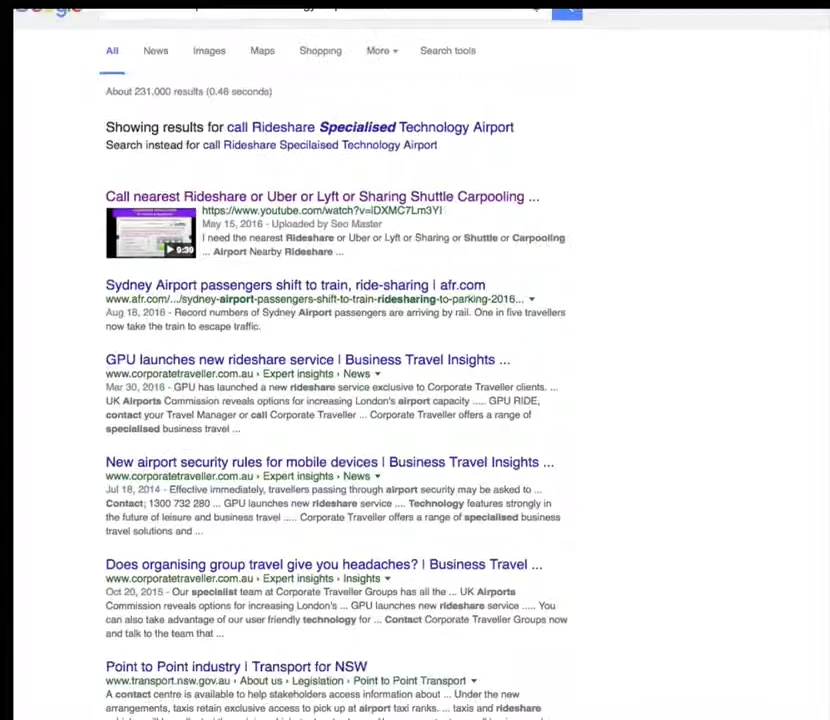 All News Images Maps Shopping More Search tools
About 231,000 results (0.46 seconds)
Showing results for call Rideshare Specialised Technology Airport
Search instead for call Rideshare Specilaised Technology Airport
Call nearest Rideshare or Uber or Lyft or Sharing Shuttle Carpooling ...
https://www.youtube.com/watch?v=IDXMC7Lm3YI
May 15, 2016 - Uploaded by Seo Master
I need the nearest Rideshare or Uber or Lyft or Sharing or Shuttle or Carpooling
... Airport Nearby Rideshare ...
9:39
Sydney Airport passengers shift to train, ride-sharing | afr.com
www.afr.com/.../sydney-airport-passengers-shift-to-train-ridesharing-to-parking-2016...
Aug 18, 2016 - Record numbers of Sydney Airport passengers are arriving by rail. One in five travellers
now take the train to escape traffic.
GPU launches new rideshare service | Business Travel Insights ...
www.corporatetraveller.com.au › Expert insights › News
Mar 30, 2016 - GPU has launched a new rideshare service exclusive to Corporate Traveller clients. ...
UK Airports Commission reveals options for increasing London's airport capacity ..... GPU RIDE,
contact your Travel Manager or call Corporate Traveller ... Corporate Traveller offers a range of
specialised business travel ...
New airport security rules for mobile devices | Business Travel Insights ...
www.corporatetraveller.com.au › Expert insights › News
Jul 18, 2014 - Effective immediately, travellers passing through airport security may be asked to ...
Contact; 1300 732 280 ... GPU launches new rideshare service .... Technology features strongly in
the future of leisure and business travel ..... Corporate Traveller offers a range of specialised business
travel solutions and ...
Does organising group travel give you headaches? | Business Travel ...
www.corporatetraveller.com.au › Expert insights › Insights
Oct 20, 2015 - Our specialist team at Corporate Traveller Groups has all the ... UK Airports
Commission reveals options for increasing London's ... GPU launches new rideshare service ..... You
can also take advantage of our user friendly technology for ... Contact Corporate Traveller Groups now
and talk to the team that ...
Point to Point industry | Transport for NSW
www.transport.nsw.gov.au › About us › Legislation › Point to Point Transport
A contact centre is available to help stakeholders access information about ... Under the new
arrangements, taxis retain exclusive access to pick up at airport taxi ranks. ... taxis and rideshare